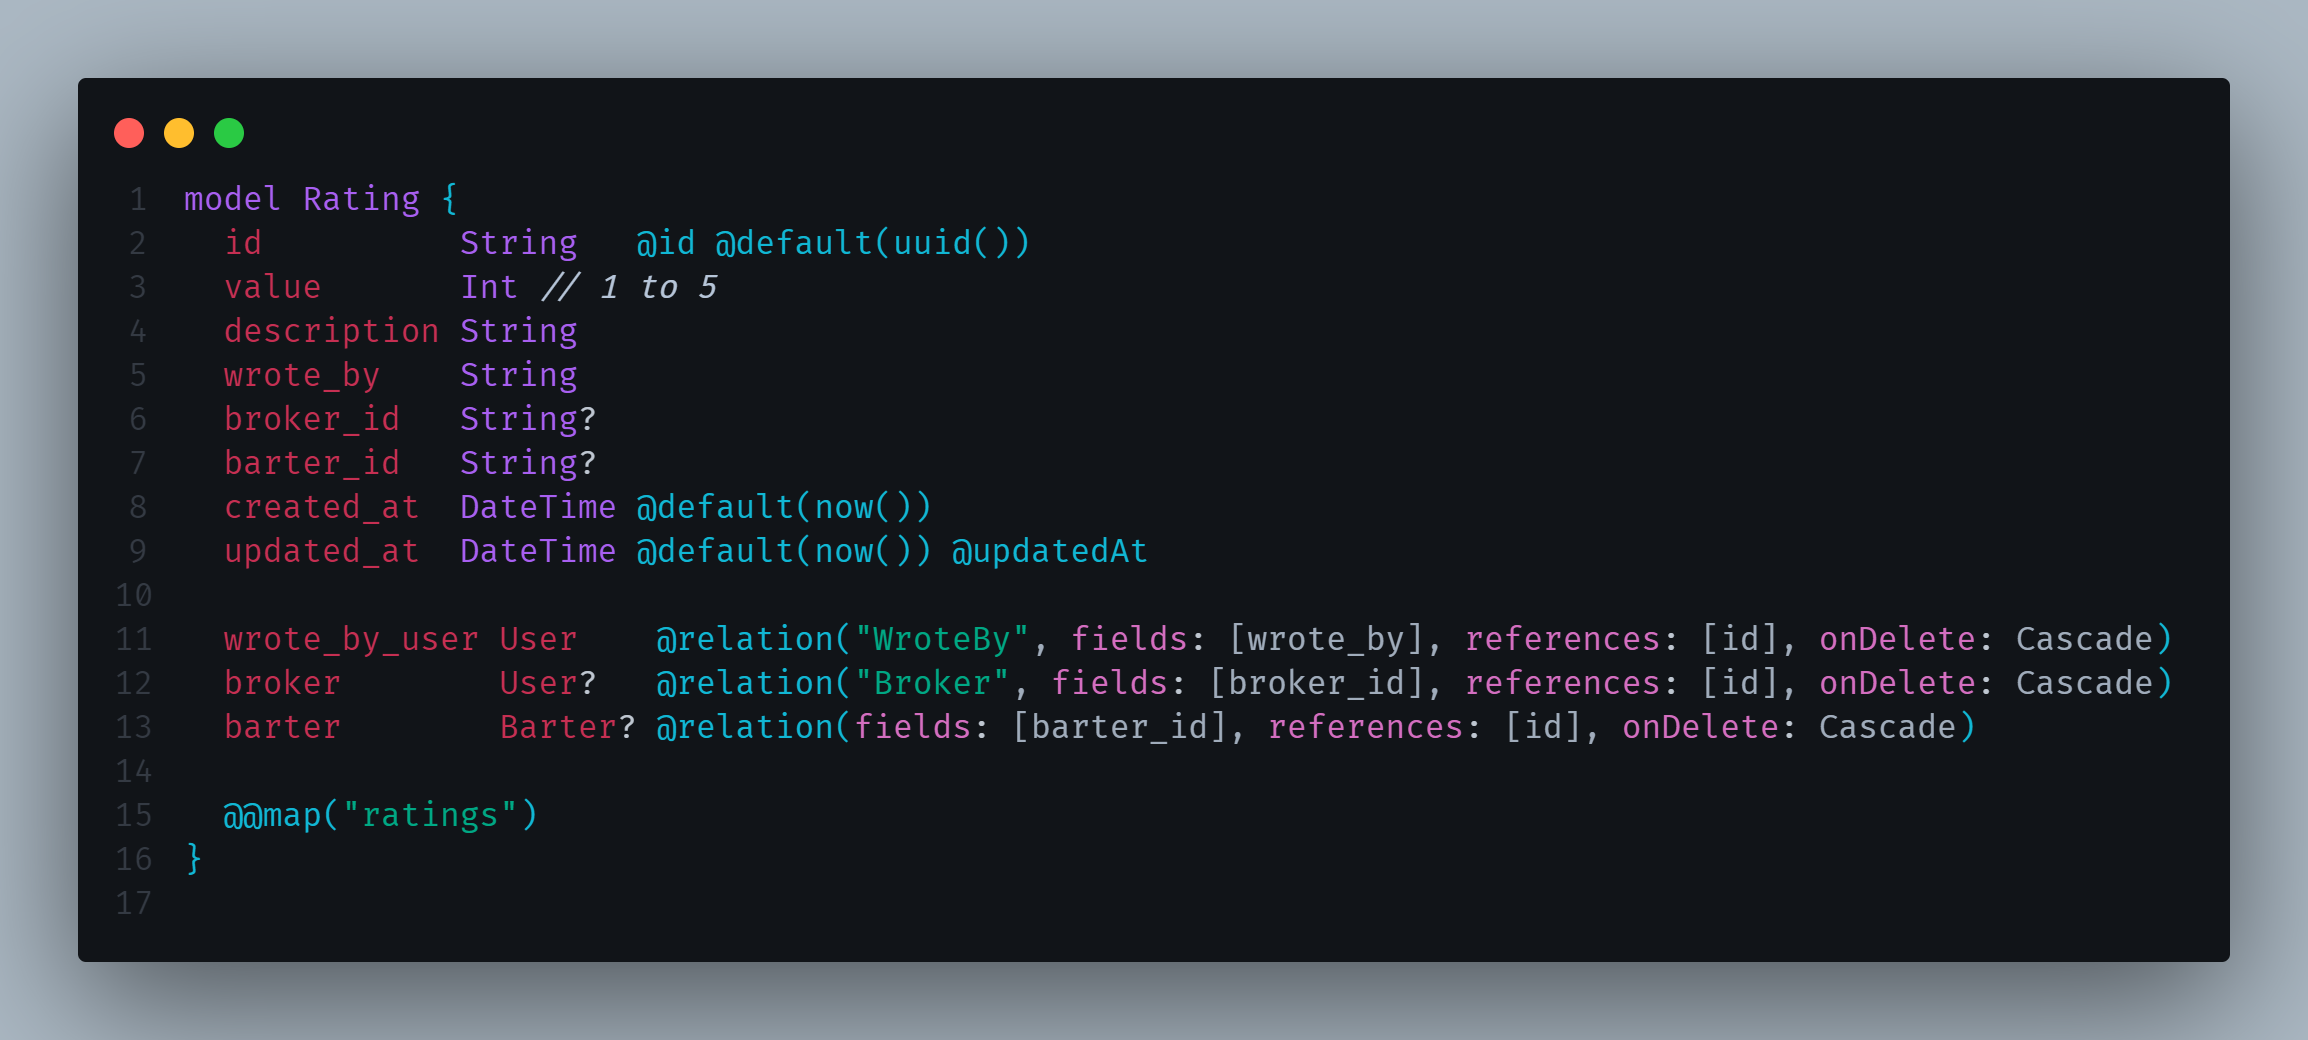 1 model Rating {
2   id          String   @id @default(uuid())
3   value       Int // 1 to 5
4   description String
5   wrote_by    String
6   broker_id   String?
7   barter_id   String?
8   created_at  DateTime @default(now())
9   updated_at  DateTime @default(now()) @updatedAt
10
11   wrote_by_user User    @relation("WroteBy", fields: [wrote_by], references: [id], onDelete: Cascade)
12   broker        User?   @relation("Broker", fields: [broker_id], references: [id], onDelete: Cascade)
13   barter        Barter? @relation(fields: [barter_id], references: [id], onDelete: Cascade)
14
15   @@map("ratings")
16 }
17